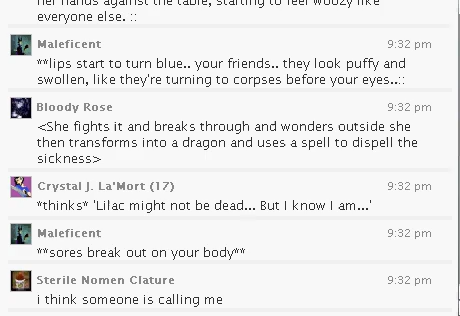 her hands against the table, starting to feel woozy like
everyone else. ::
Maleficent 9:32 pm
**lips start to turn blue.. your friends.. they look puffy and
swollen, like they're turning to corpses before your eyes..::
Bloody Rose 9:32 pm
<She fights it and breaks through and wonders outside she
then transforms into a dragon and uses a spell to dispell the
sickness>
Crystal J. La'Mort (17) 9:32 pm
*thinks* 'Lilac might not be dead... But I know I am...'
Maleficent 9:32 pm
**sores break out on your body**
Sterile Nomen Clature 9:32 pm
i think someone is calling me